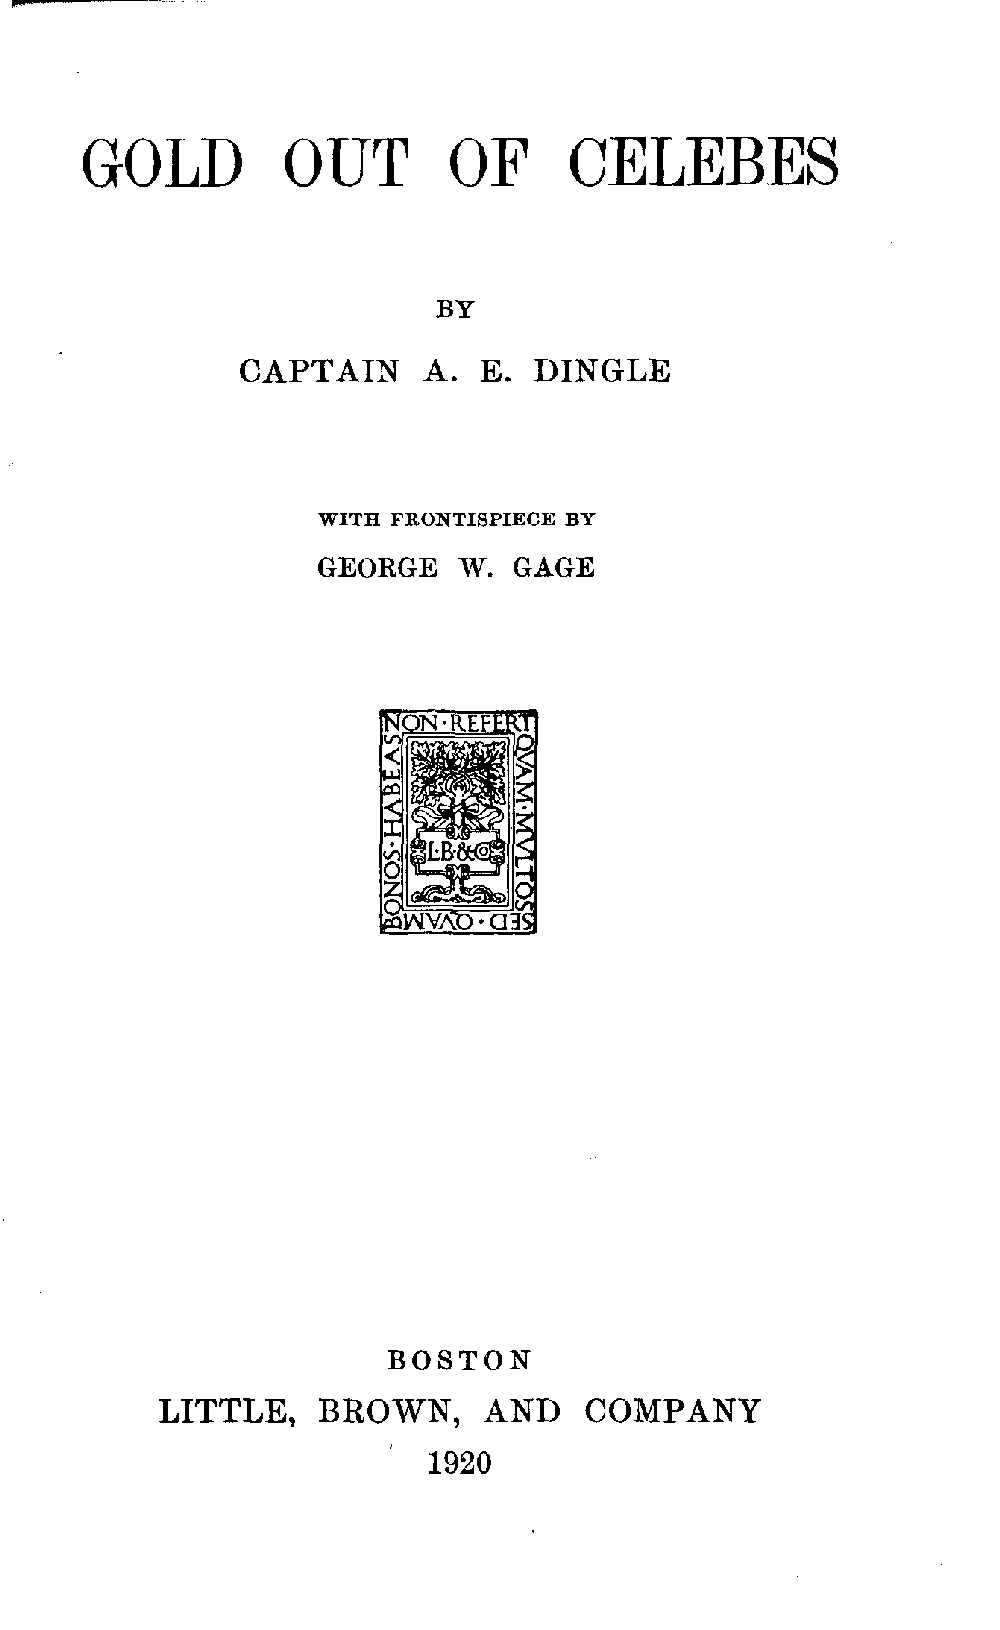 GOLD OUT OF CELEBES
BY
CAPTAIN A. E. DINGLE
WITH FRONTISPIECE BY
GEORGE W. GAGE
NON·REFERT
QVAM·MVLTOS
SED·QVAM
BONOS·HABEAS
L·B·&·CO
BOSTON
LITTLE, BROWN, AND COMPANY
1920